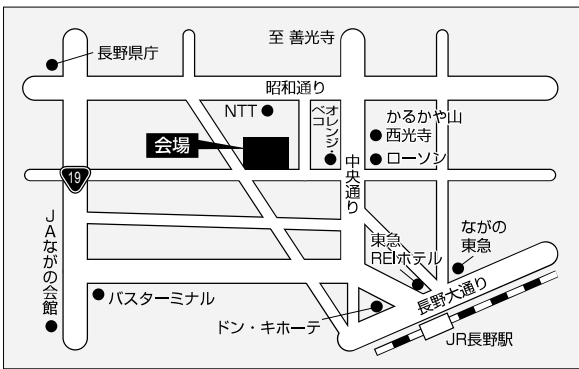 至 善光寺
長野県庁
昭和通り
NTT
オレンジ・
ペコ
かるかや山
西光寺
会場
ローソン
19
中央通り
JAながの会館
ながの
東急
東急
REIホテル
バスターミナル
長野大通り
ドン・キホーテ
JR長野駅